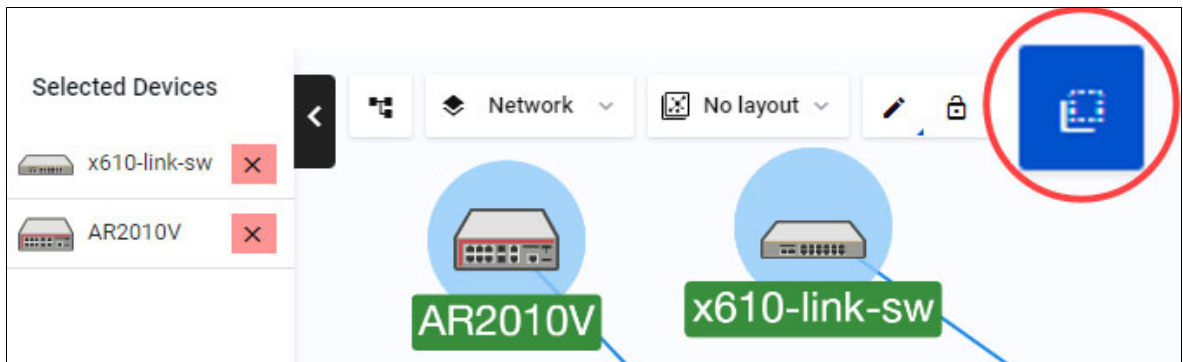 Selected Devices
x610-link-sw
AR2010V
Network
No layout
AR2010V
x610-link-sw